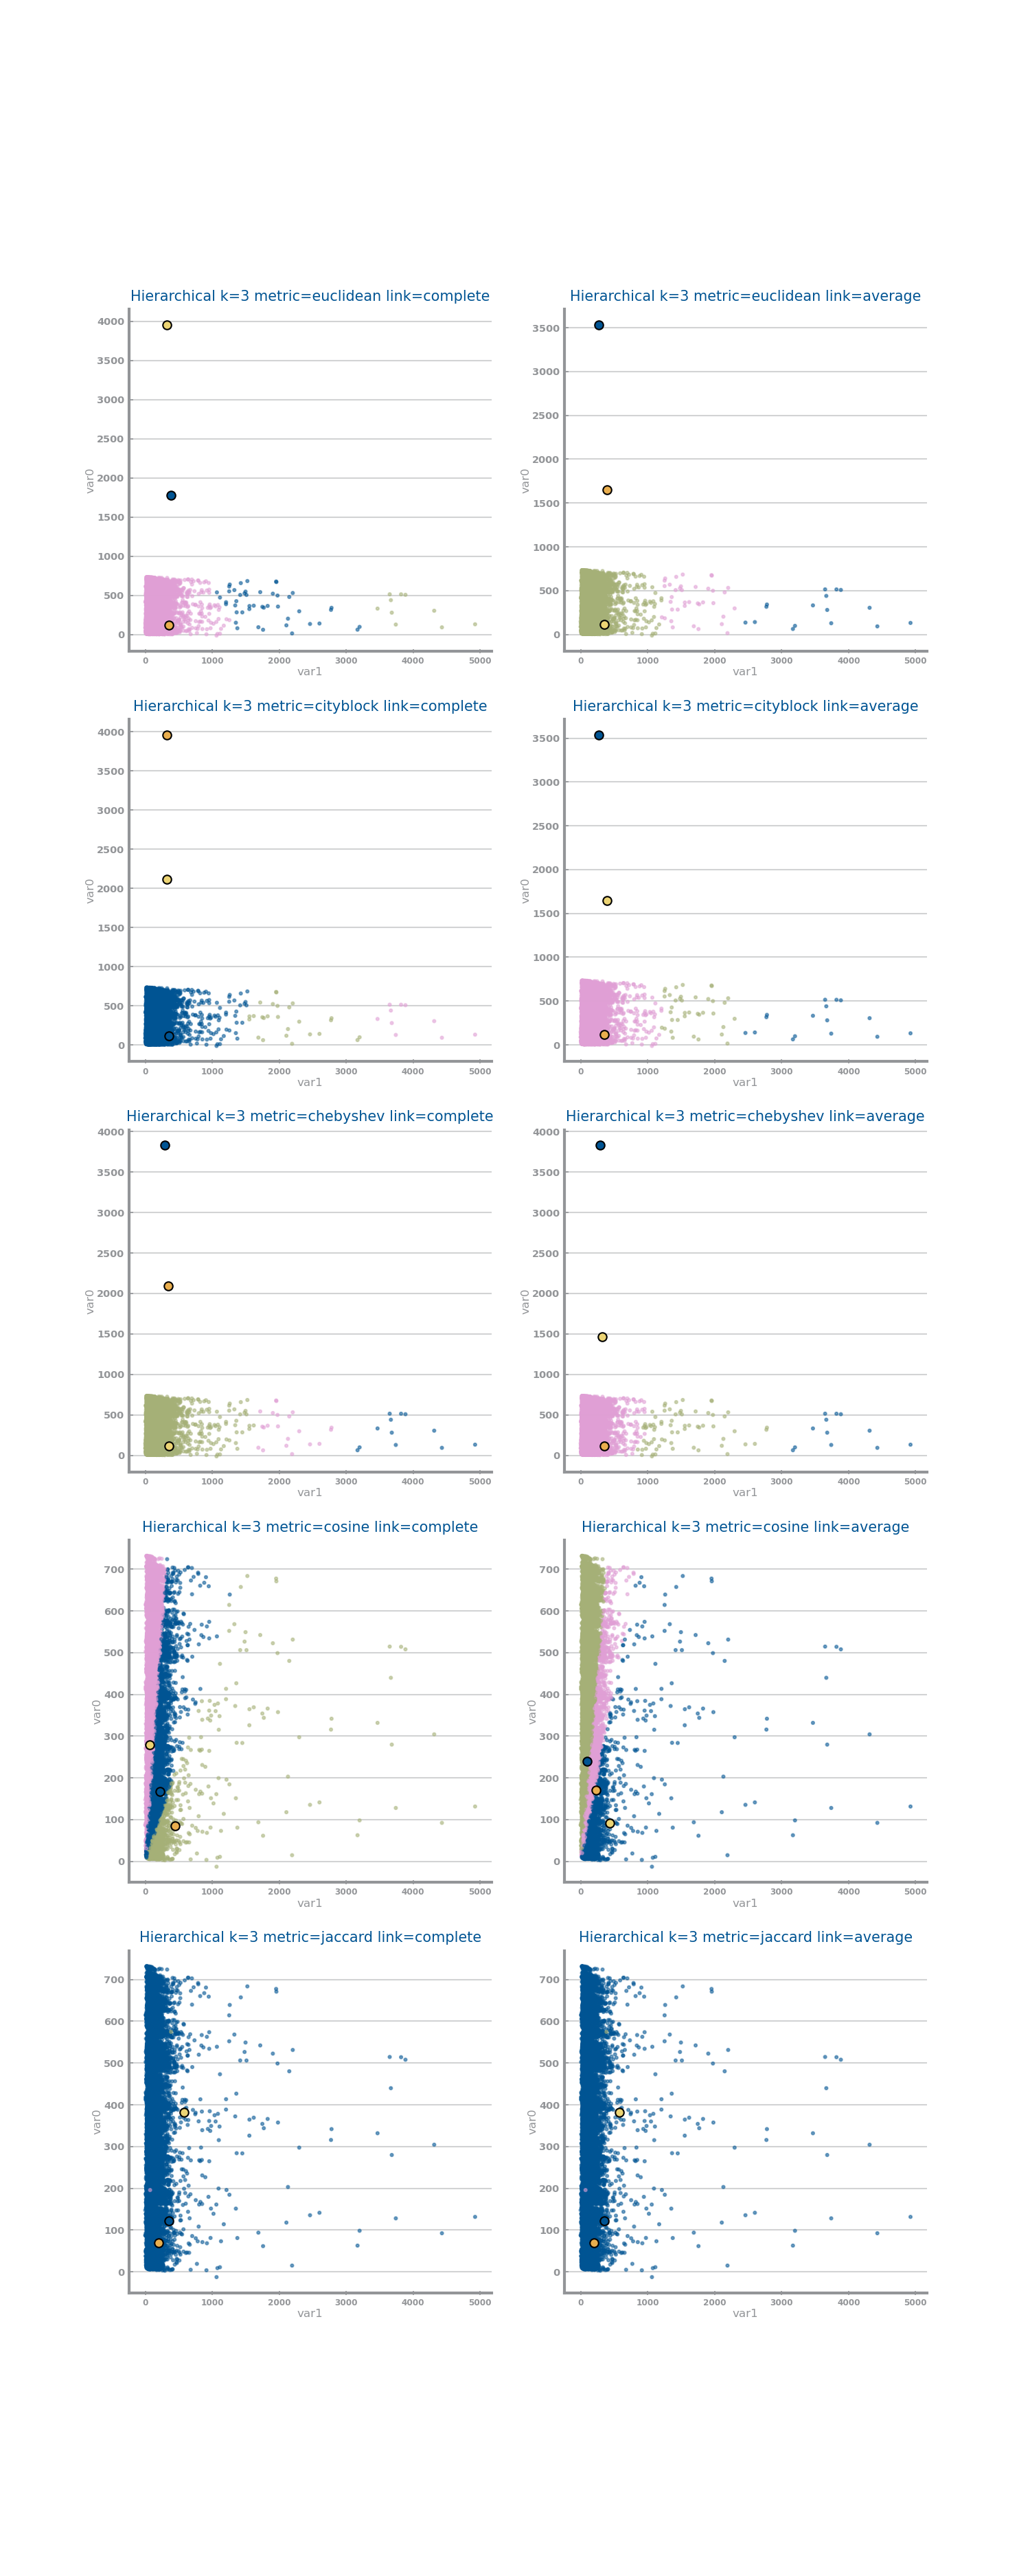 Hierarchical k=3 metric=euclidean link=complete
4000
3500
3000
2500
2000
1500
1000
500
0
var0
0 1000 2000 3000 4000 5000
var1
Hierarchical k=3 metric=euclidean link=average
3500
3000
2500
2000
1500
1000
500
0
var0
0 1000 2000 3000 4000 5000
var1
Hierarchical k=3 metric=cityblock link=complete
4000
3500
3000
2500
2000
1500
1000
500
0
var0
0 1000 2000 3000 4000 5000
var1
Hierarchical k=3 metric=cityblock link=average
3500
3000
2500
2000
1500
1000
500
0
var0
0 1000 2000 3000 4000 5000
var1
Hierarchical k=3 metric=chebyshev link=complete
4000
3500
3000
2500
2000
1500
1000
500
0
var0
0 1000 2000 3000 4000 5000
var1
Hierarchical k=3 metric=chebyshev link=average
4000
3500
3000
2500
2000
1500
1000
500
0
var0
0 1000 2000 3000 4000 5000
var1
Hierarchical k=3 metric=cosine link=complete
700
600
500
400
300
200
100
0
var0
0 1000 2000 3000 4000 5000
var1
Hierarchical k=3 metric=cosine link=average
700
600
500
400
300
200
100
0
var0
0 1000 2000 3000 4000 5000
var1
Hierarchical k=3 metric=jaccard link=complete
700
600
500
400
300
200
100
0
var0
0 1000 2000 3000 4000 5000
var1
Hierarchical k=3 metric=jaccard link=average
700
600
500
400
300
200
100
0
var0
0 1000 2000 3000 4000 5000
var1